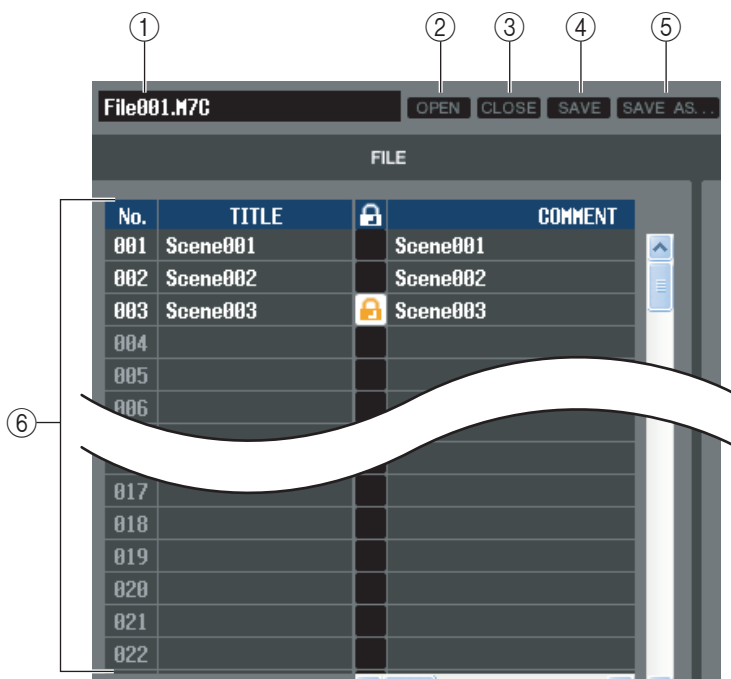 ① ② ③ ④ ⑤
File001.M7C OPEN CLOSE SAVE SAVE AS...
FILE
No. TITLE COMMENT
001 Scene001 Scene001
002 Scene002 Scene002
003 Scene003 Scene003
004
005
006
⑥
017
018
019
020
021
022